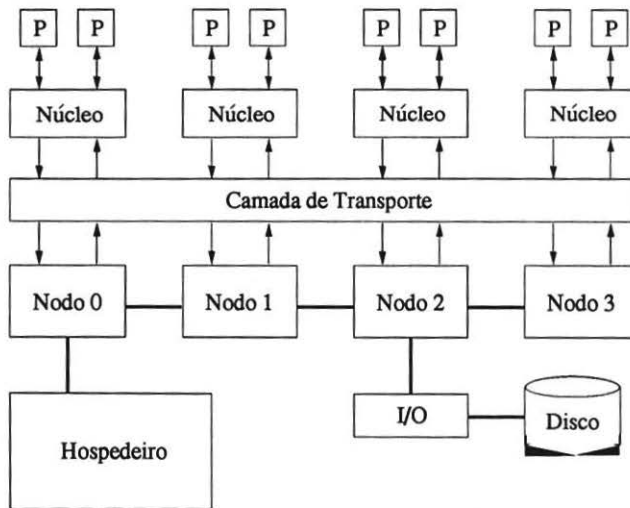 P P P P P P P P
Núcleo Núcleo Núcleo Núcleo
Camada de Transporte
Nodo 0 Nodo 1 Nodo 2 Nodo 3
I/O Disco
Hospedeiro